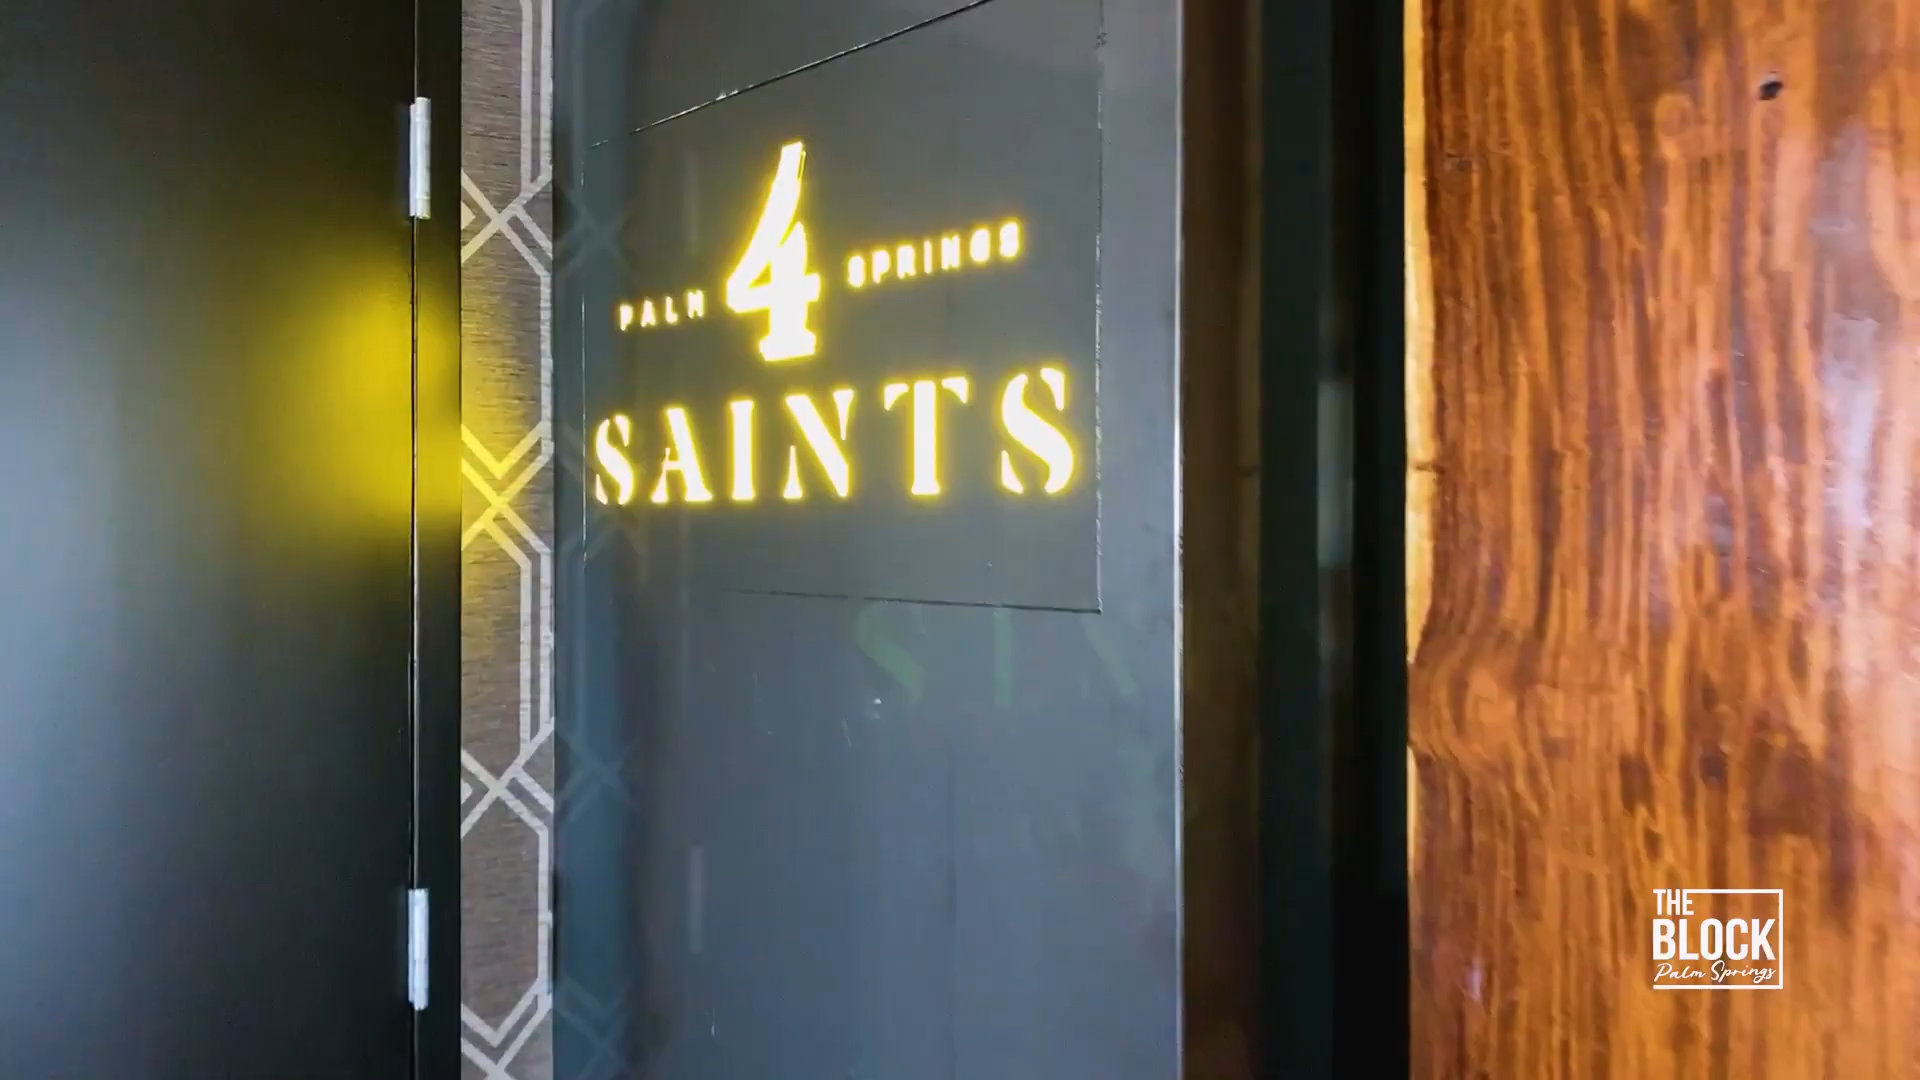 PALM 4 SPRINGS
SAINTS
THE
BLOCK
Palm Springs